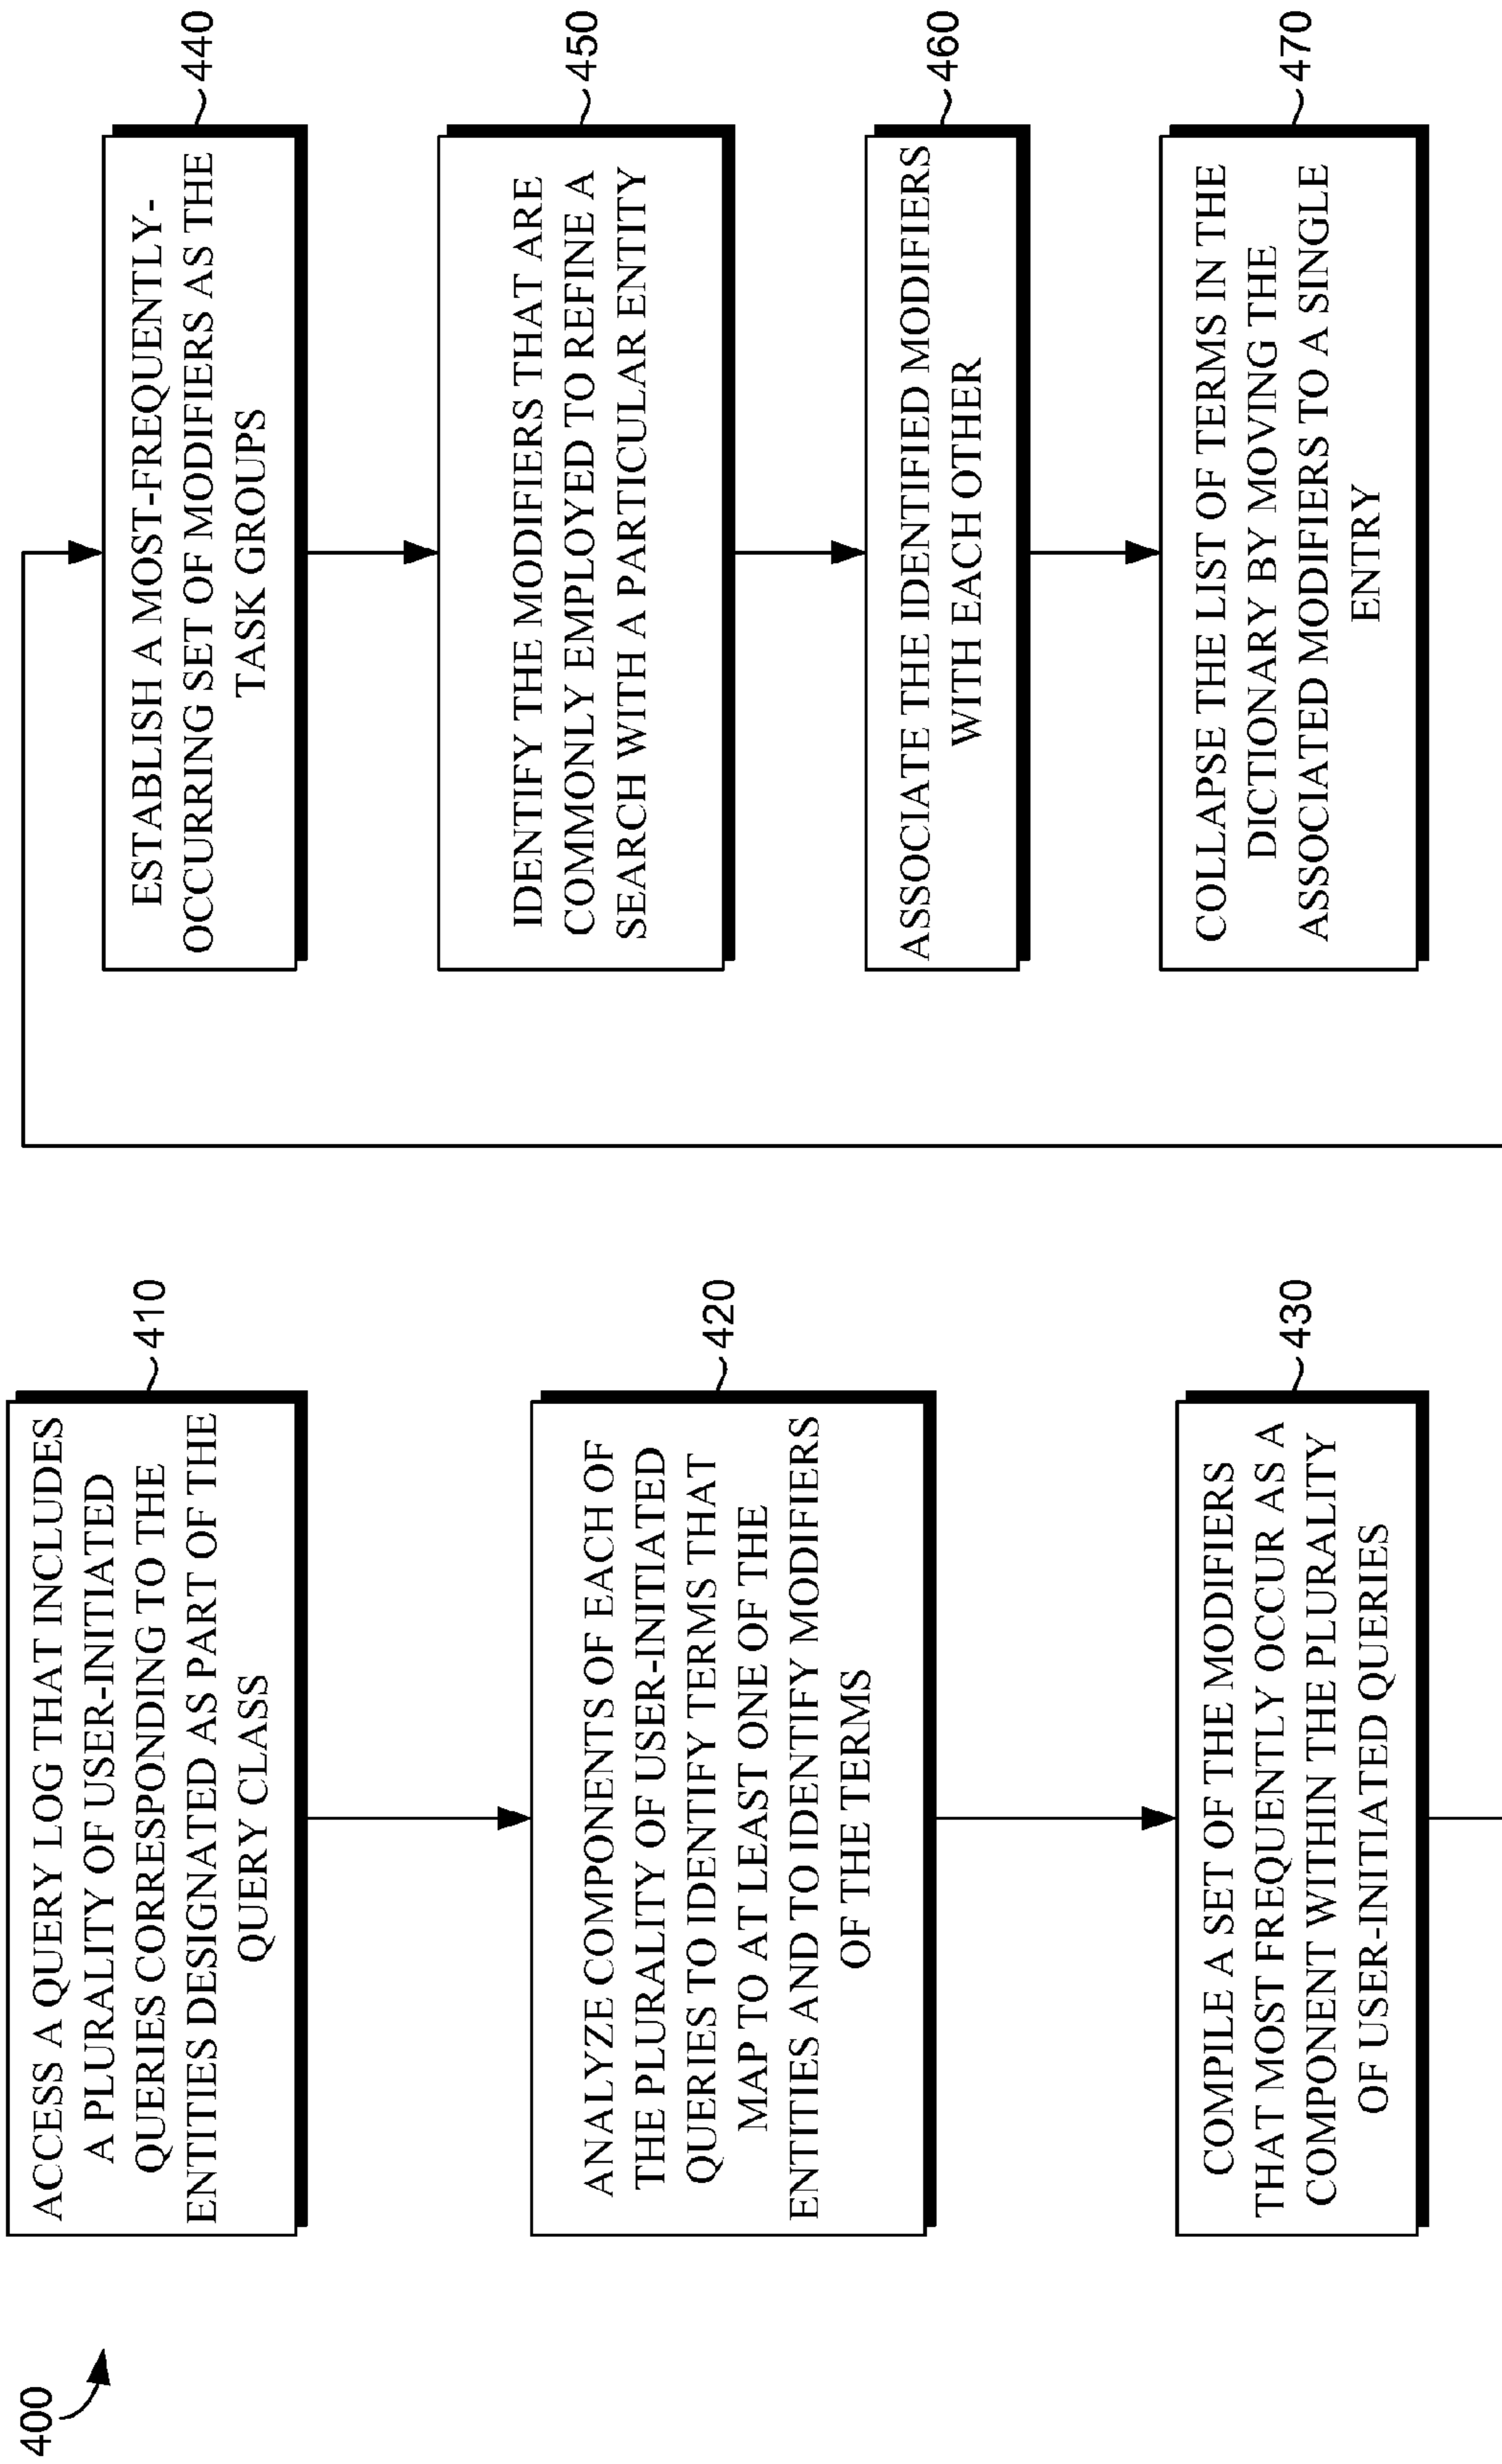 400
ACCESS A QUERY LOG THAT INCLUDES
A PLURALITY OF USER-INITIATED
QUERIES CORRESPONDING TO THE
ENTITIES DESIGNATED AS PART OF THE
QUERY CLASS
410
ANALYZE COMPONENTS OF EACH OF
THE PLURALITY OF USER-INITIATED
QUERIES TO IDENTIFY TERMS THAT
MAP TO AT LEAST ONE OF THE
ENTITIES AND TO IDENTIFY MODIFIERS
OF THE TERMS
420
COMPILE A SET OF THE MODIFIERS
THAT MOST FREQUENTLY OCCUR AS A
COMPONENT WITHIN THE PLURALITY
OF USER-INITIATED QUERIES
430
ESTABLISH A MOST-FREQUENTLY-
OCCURRING SET OF MODIFIERS AS THE
TASK GROUPS
440
IDENTIFY THE MODIFIERS THAT ARE
COMMONLY EMPLOYED TO REFINE A
SEARCH WITH A PARTICULAR ENTITY
450
ASSOCIATE THE IDENTIFIED MODIFIERS
WITH EACH OTHER
460
COLLAPSE THE LIST OF TERMS IN THE
DICTIONARY BY MOVING THE
ASSOCIATED MODIFIERS TO A SINGLE
ENTRY
470